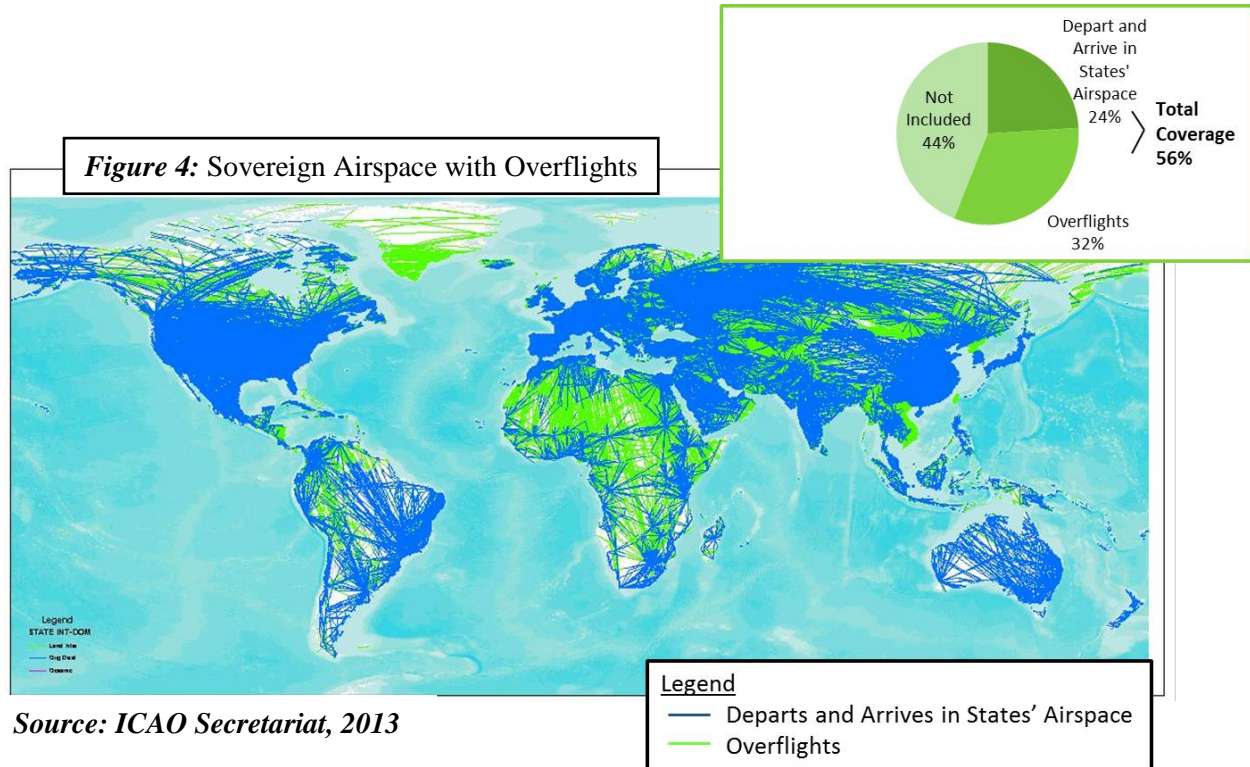 Depart and
Arrive in
States'
Airspace
24%
Not
Included
44%
Total
Coverage
56%
Overflights
32%
Figure 4: Sovereign Airspace with Overflights
Legend
STATE INT-DOM
Oceanic
Source: ICAO Secretariat, 2013
Legend
Departs and Arrives in States’ Airspace
Overflights